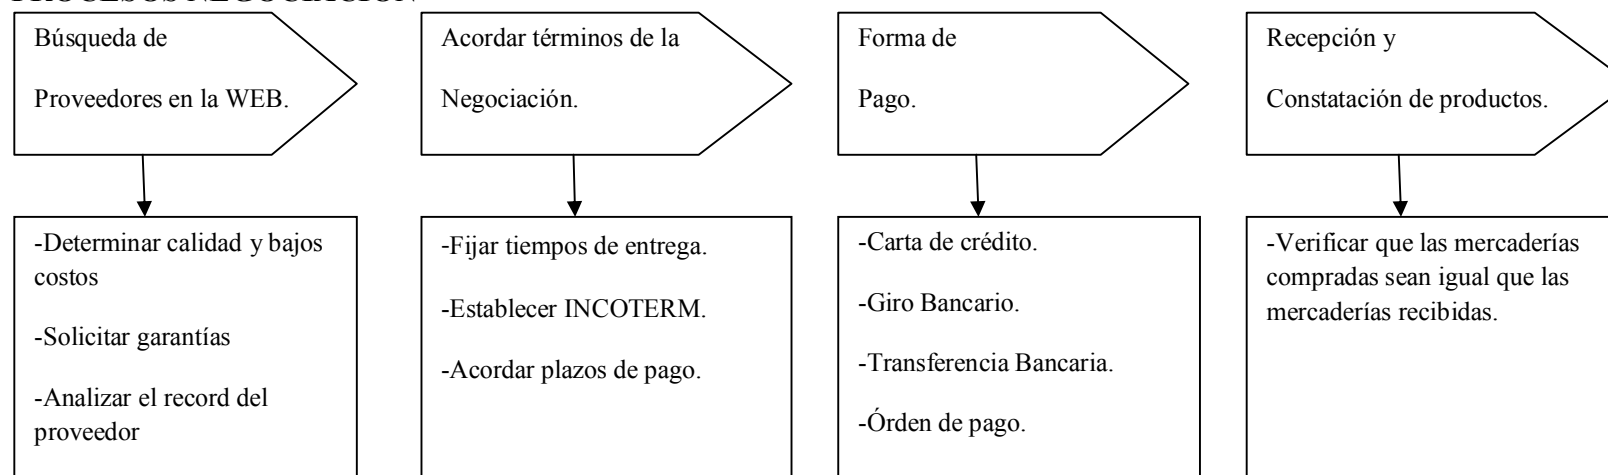 PROCESOS NEGOCIACIÓN
Búsqueda de
Proveedores en la WEB.
Acordar términos de la
Negociación.
Forma de
Pago.
Recepción y
Constatación de productos.
-Determinar calidad y bajos
costos
-Solicitar garantías
-Analizar el record del
proveedor
-Fijar tiempos de entrega.
-Establecer INCOTERM.
-Acordar plazos de pago.
-Carta de crédito.
-Giro Bancario.
-Transferencia Bancaria.
-Órden de pago.
-Verificar que las mercaderías
compradas sean igual que las
mercaderías recibidas.